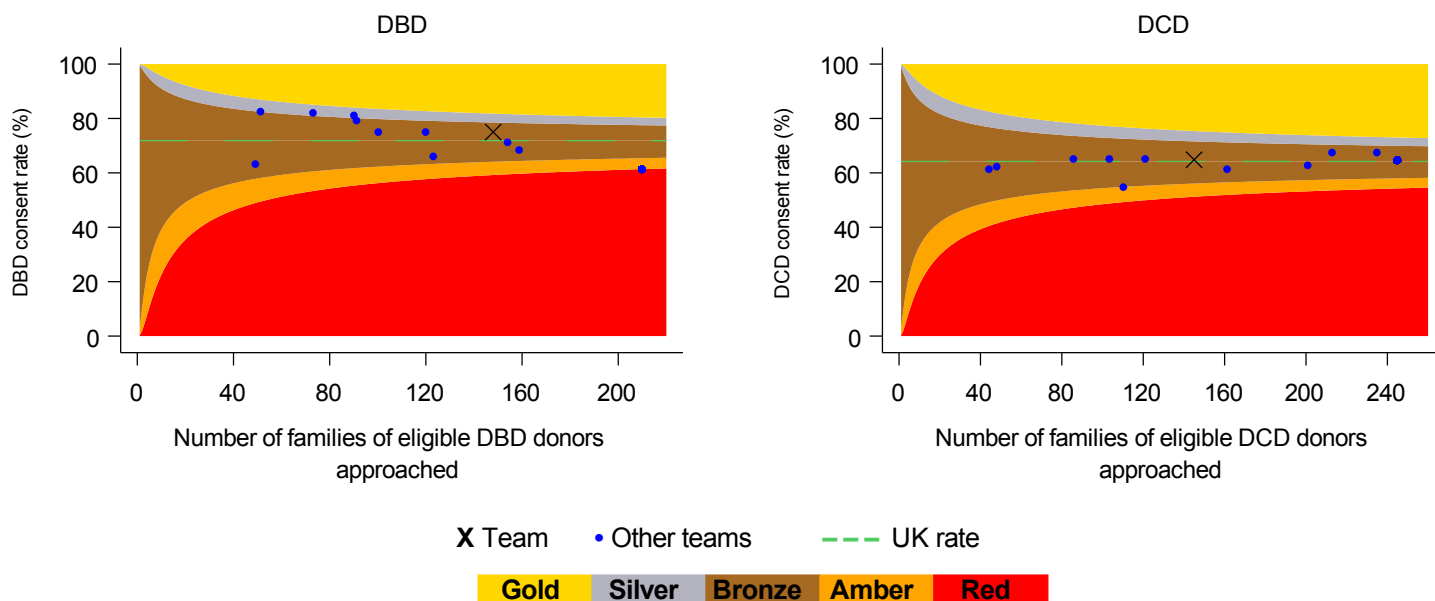 DBD
DBD consent rate (%)
100
80
60
40
20
0
0 40 80 120 160 200
Number of families of eligible DBD donors
approached
DCD
DCD consent rate (%)
100
80
60
40
20
0
0 40 80 120 160 200 240
Number of families of eligible DCD donors
approached
X Team Other teams UK rate
Gold Silver Bronze Amber Red